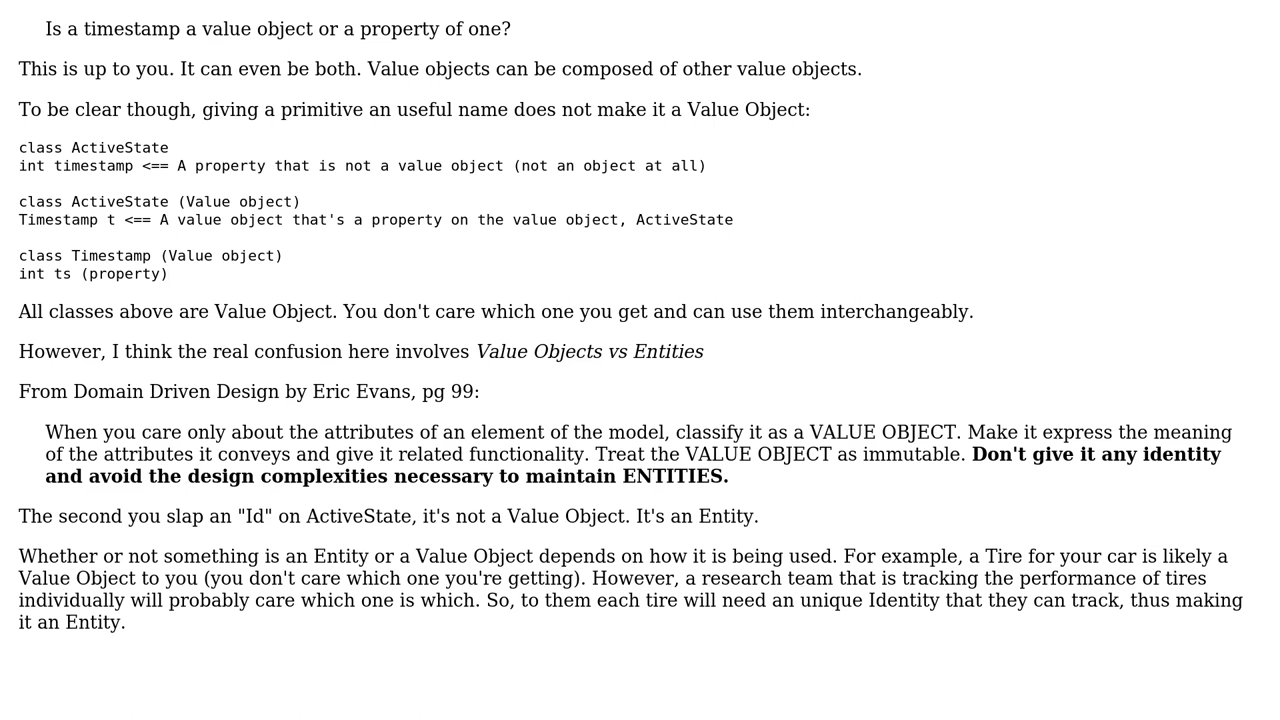 Is a timestamp a value object or a property of one?
This is up to you. It can even be both. Value objects can be composed of other value objects.
To be clear though, giving a primitive an useful name does not make it a Value Object:
class ActiveState
int timestamp <== A property that is not a value object (not an object at all)
class ActiveState (Value object)
Timestamp t <== A value object that's a property on the value object, ActiveState
class Timestamp (Value object)
int ts (property)
All classes above are Value Object. You don't care which one you get and can use them interchangeably.
However, I think the real confusion here involves Value Objects vs Entities
From Domain Driven Design by Eric Evans, pg 99:
When you care only about the attributes of an element of the model, classify it as a VALUE OBJECT. Make it express the meaning
of the attributes it conveys and give it related functionality. Treat the VALUE OBJECT as immutable. Don't give it any identity
and avoid the design complexities necessary to maintain ENTITIES.
The second you slap an "Id" on ActiveState, it's not a Value Object. It's an Entity.
Whether or not something is an Entity or a Value Object depends on how it is being used. For example, a Tire for your car is likely a
Value Object to you (you don't care which one you're getting). However, a research team that is tracking the performance of tires
individually will probably care which one is which. So, to them each tire will need an unique Identity that they can track, thus making
it an Entity.